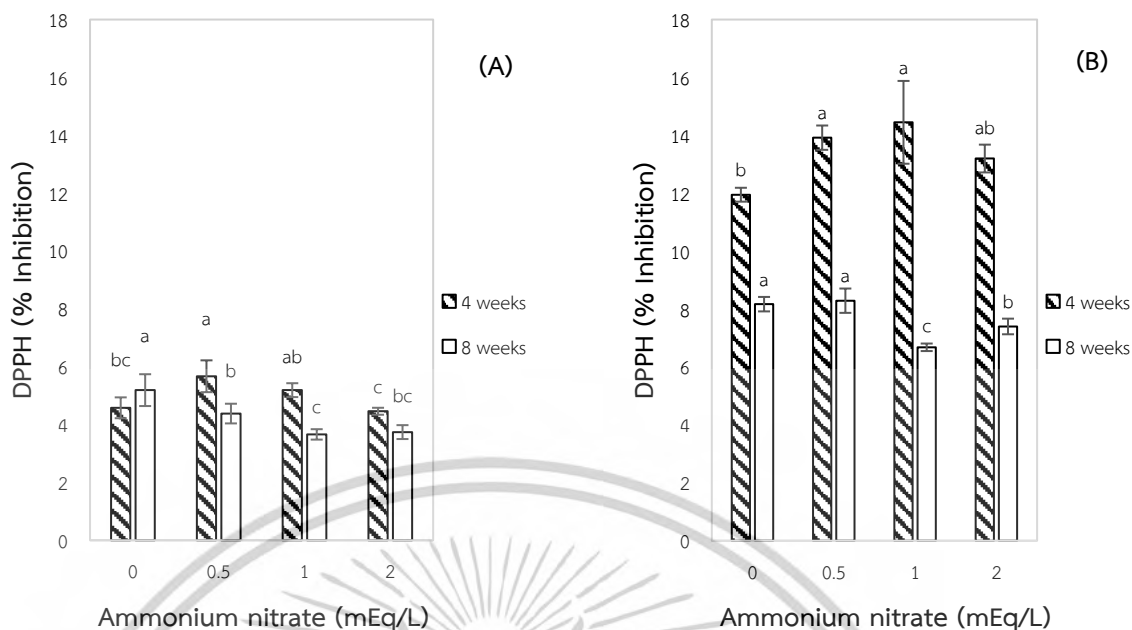 18
16
14
12
10
8
6
4
2
0
DPPH (% Inhibition)
(A)
bc
a
a
b
ab
c
c
bc
4 weeks
8 weeks
0
0.5
1
2
Ammonium nitrate (mEq/L)
18
16
14
12
10
8
6
4
2
0
DPPH (% Inhibition)
(B)
b
a
a
a
a
c
ab
b
4 weeks
8 weeks
0
0.5
1
2
Ammonium nitrate (mEq/L)